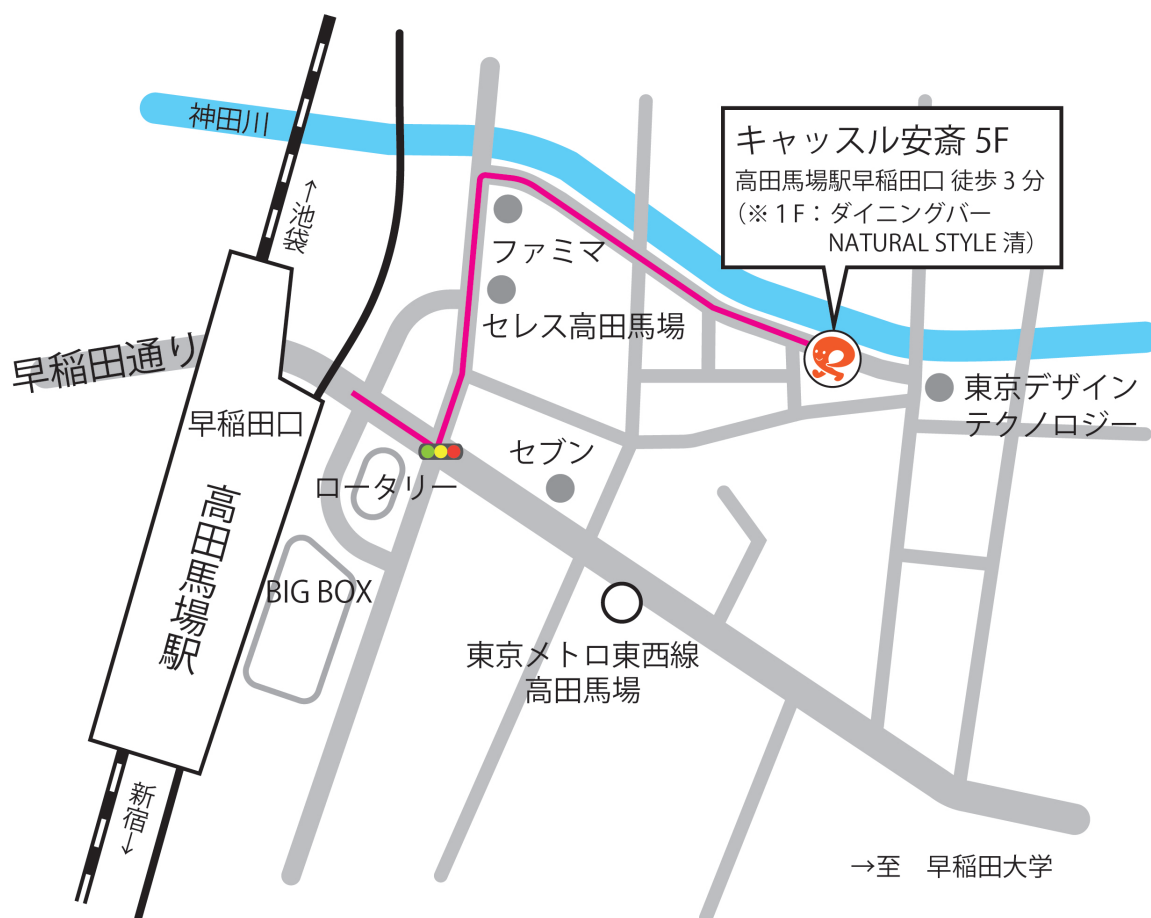 神田川
キャッスル安斎 5F
高田馬場駅早稲田口 徒歩 3 分
(※ 1 F：ダイニングバー
NATURAL STYLE 清)
←池袋
ファミマ
セレス高田馬場
早稲田通り
早稲田口
東京デザイン
テクノロジー
セブン
ロータリー
高田馬場駅
BIG BOX
東京メトロ東西線
高田馬場
新宿→
→至　早稲田大学